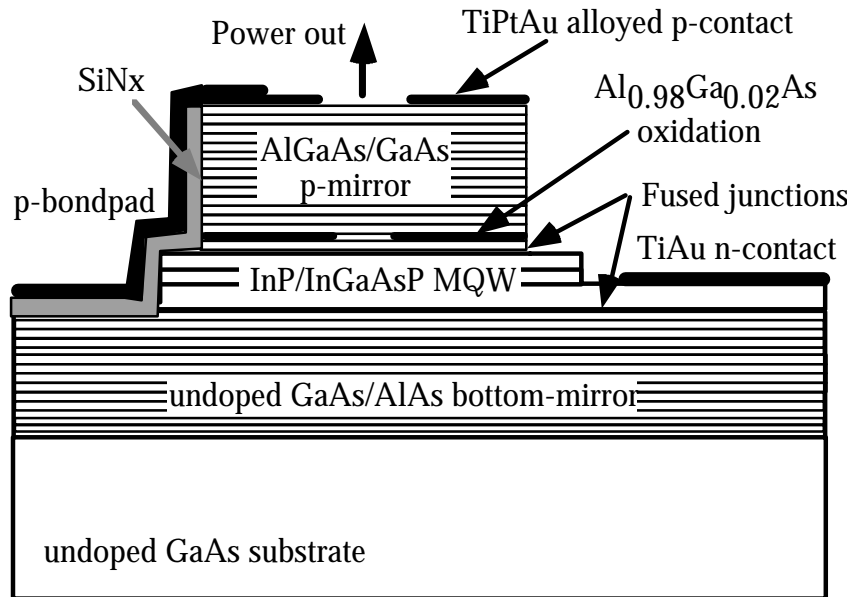 Power out
TiPtAu alloyed p-contact
SiNx
Al0.98Ga0.02As
oxidation
AlGaAs/GaAs
p-mirror
p-bondpad
Fused junctions
TiAu n-contact
InP/InGaAsP MQW
undoped GaAs/AlAs bottom-mirror
undoped GaAs substrate